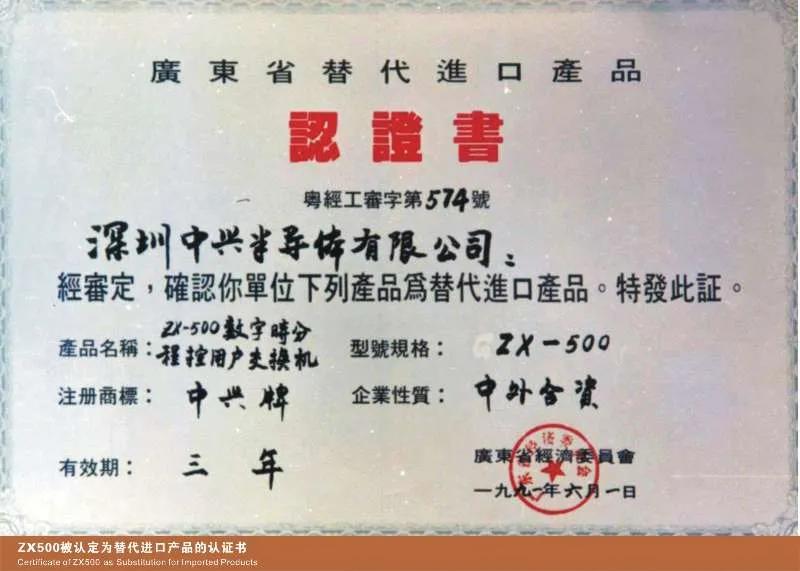 廣東省替代進口產品
認證書
粤經工審字第574號
深圳中兴半导体有限公司:
經審定,確認你單位下列產品爲替代進口產品。特發此証。
產品名稱:ZX-500数字時分
程控用户交换机
型號規格:ZX-500
注册商標:中兴牌
企業性質:中外合資
有效期:三年
廣東省經濟委員會
一九九一年六月一日
ZX500被认定为替代进口产品的认证书
Certificate of ZX500 as Substitution for Imported Products